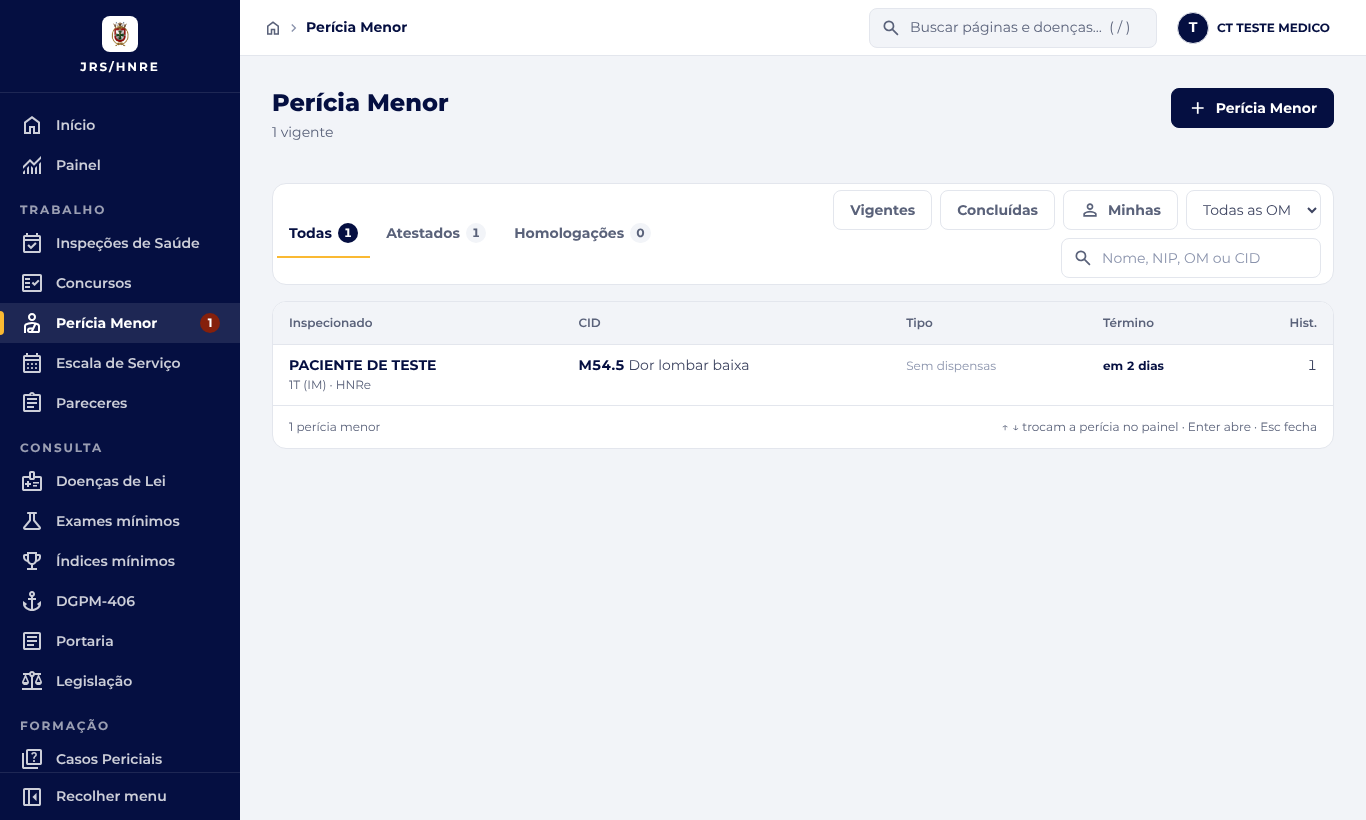 JRS/HNRE
Início
Painel
TRABALHO
Inspeções de Saúde
Concursos
Perícia Menor 1
Escala de Serviço
Pareceres
CONSULTA
Doenças de Lei
Exames mínimos
Índices mínimos
DGPM-406
Portaria
Legislação
FORMAÇÃO
Casos Periciais
Recolher menu
Perícia Menor
Buscar páginas e doenças... ( / )
T CT TESTE MEDICO
Perícia Menor
1 vigente
+ Perícia Menor
Vigentes Concluídas Minhas Todas as OM
Todas 1 Atestados 1 Homologações 0
Nome, NIP, OM ou CID
Inspecionado CID Tipo Término Hist.
PACIENTE DE TESTE M54.5 Dor lombar baixa Sem dispensas em 2 dias 1
1T (IM) · HNRe
1 perícia menor ↑ ↓ trocam a perícia no painel · Enter abre · Esc fecha